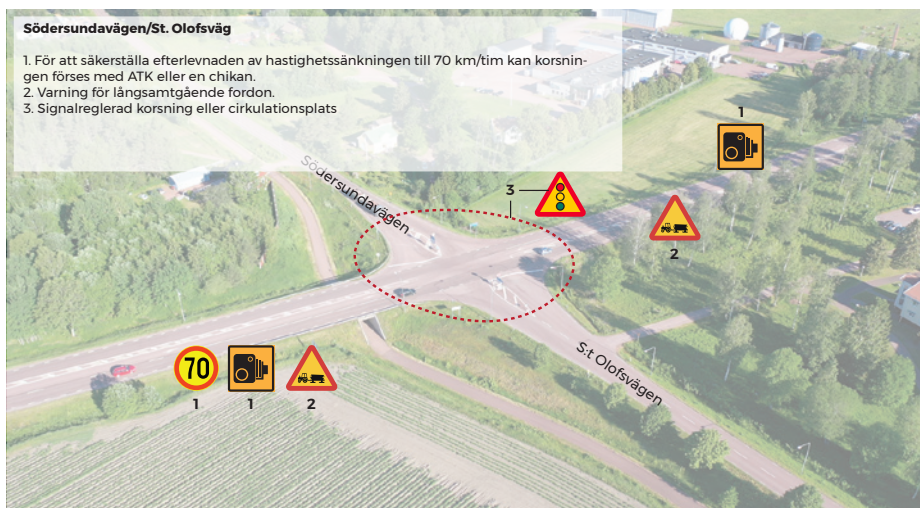 Södersundavägen/St. Olofsväg
1. För att säkerställa efterlevnaden av hastighetssänkningen till 70 km/tim kan korsnin-
gen förses med ATK eller en chikan.
2. Varning för långsamtgående fordon.
3. Signalreglerad korsning eller cirkulationsplats
1
Södersundavägen
3
2
S:t Olofsvägen
70
1
1
2